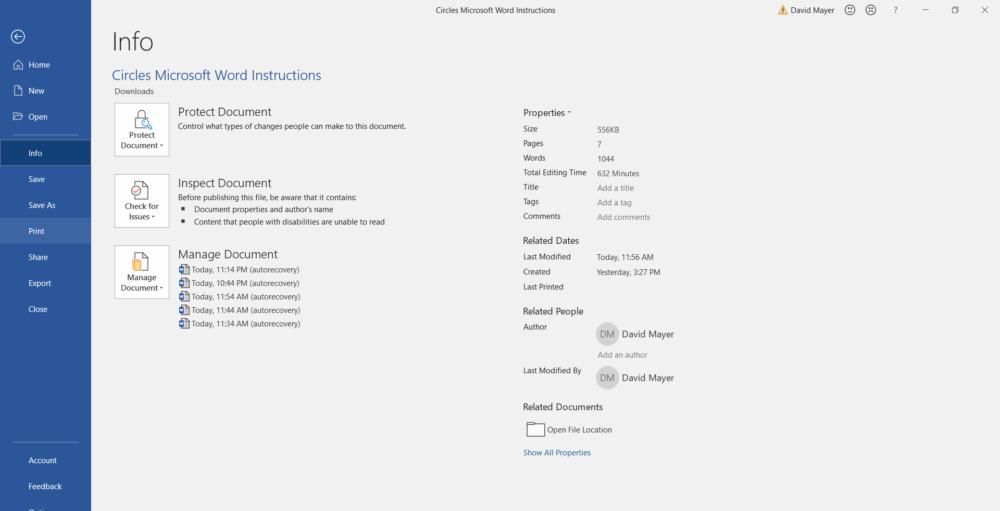 Circles Microsoft Word Instructions
David Mayer
?
Home
New
Open
Info
Save
Save As
Print
Share
Export
Close
Account
Feedback
Info
Circles Microsoft Word Instructions
Downloads
Protect
Document
Protect Document
Control what types of changes people can make to this document.
Check for
Issues
Inspect Document
Before publishing this file, be aware that it contains:
Document properties and author's name
Content that people with disabilities are unable to read
Manage
Document
Manage Document
Today, 11:14 PM (autorecovery)
Today, 10:44 PM (autorecovery)
Today, 11:54 AM (autorecovery)
Today, 11:44 AM (autorecovery)
Today, 11:34 AM (autorecovery)
Properties
Size 556KB
Pages 7
Words 1044
Total Editing Time 632 Minutes
Title Add a title
Tags Add a tag
Comments Add comments
Related Dates
Last Modified Today, 11:56 AM
Created Yesterday, 3:27 PM
Last Printed
Related People
Author
DM David Mayer
Add an author
Last Modified By
DM David Mayer
Related Documents
Open File Location
Show All Properties